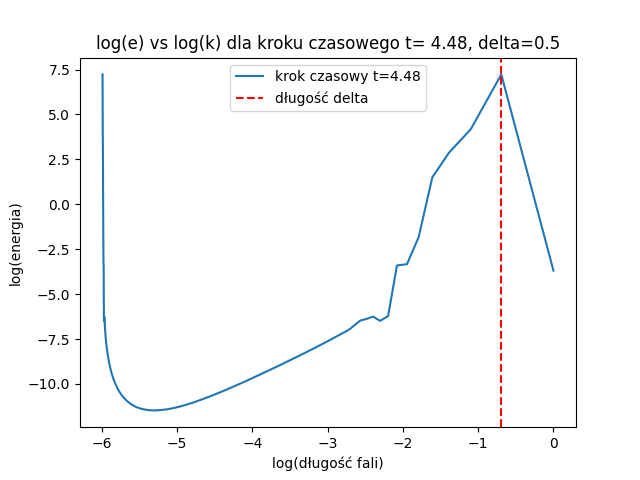 log(e) vs log(k) dla kroku czasowego t= 4.48, delta=0.5
krok czasowy t=4.48
długość delta
7.5
5.0
2.5
0.0
−2.5
−5.0
−7.5
−10.0
log(energia)
−6 −5 −4 −3 −2 −1 0
log(długość fali)